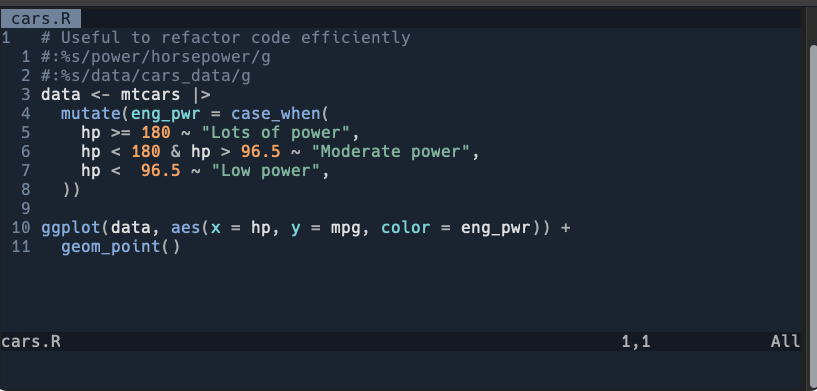 cars.R
1   # Useful to refactor code efficiently
  1 #:%s/power/horsepower/g
  2 #:%s/data/cars_data/g
  3 data <- mtcars |>
  4   mutate(eng_pwr = case_when(
  5     hp >= 180 ~ "Lots of power",
  6     hp < 180 & hp > 96.5 ~ "Moderate power",
  7     hp <  96.5 ~ "Low power",
  8   ))
  9
 10 ggplot(data, aes(x = hp, y = mpg, color = eng_pwr)) +
 11   geom_point()
cars.R 1,1 All